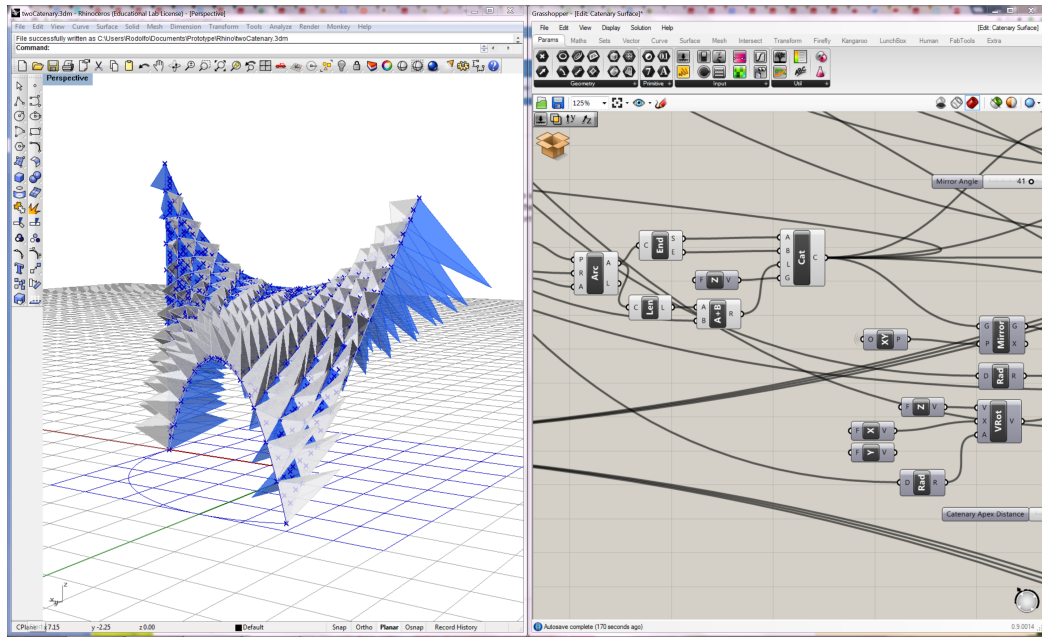 twoCatenary.3dm - Rhinoceros (Educational Lab License) - [Perspective]
File Edit View Curve Surface Solid Mesh Dimension Transform Tools Analyze Render Monkey Help
File successfully written as C:\Users\Rodolfo\Documents\Prototype\Rhino\twoCatenary.3dm
Command:
Perspective
z
x y
CPlane x 7.15 y -2.25 z 0.00 Default Snap Ortho Planar Osnap Record History
Grasshopper - [Edit: Catenary Surface]*
File Edit View Display Solution Help [Edit: Catenary Surface]
Params Maths Sets Vector Curve Surface Mesh Intersect Transform Firefly Kangaroo LunchBox Human FabTools Extra
Geometry Primitive Input Util
125%
Mirror Angle -41
P R A Arc A L
C End S E
A B L G Cat C
F Z V
C Len L
A B A+B R
O XY P
G P Mirror G X
D Rad R
F Z V
V X A VRot V
F X V
F Y V
D Rad R
Catenary Apex Distance
Autosave complete (170 seconds ago) 0.9.0014